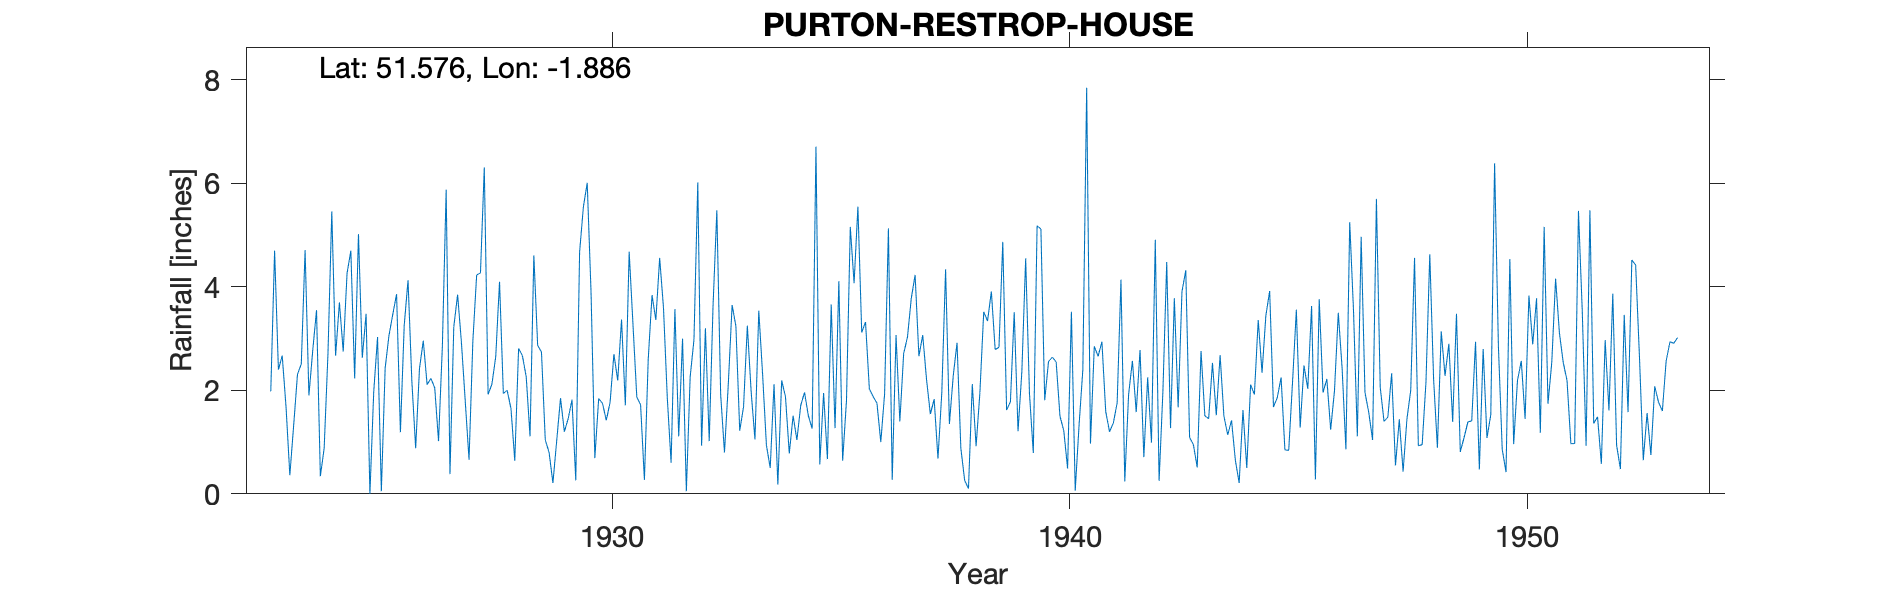 PURTON-RESTROP-HOUSE
Lat: 51.576, Lon: -1.886
8
6
4
2
0
Rainfall [inches]
1930 1940 1950
Year